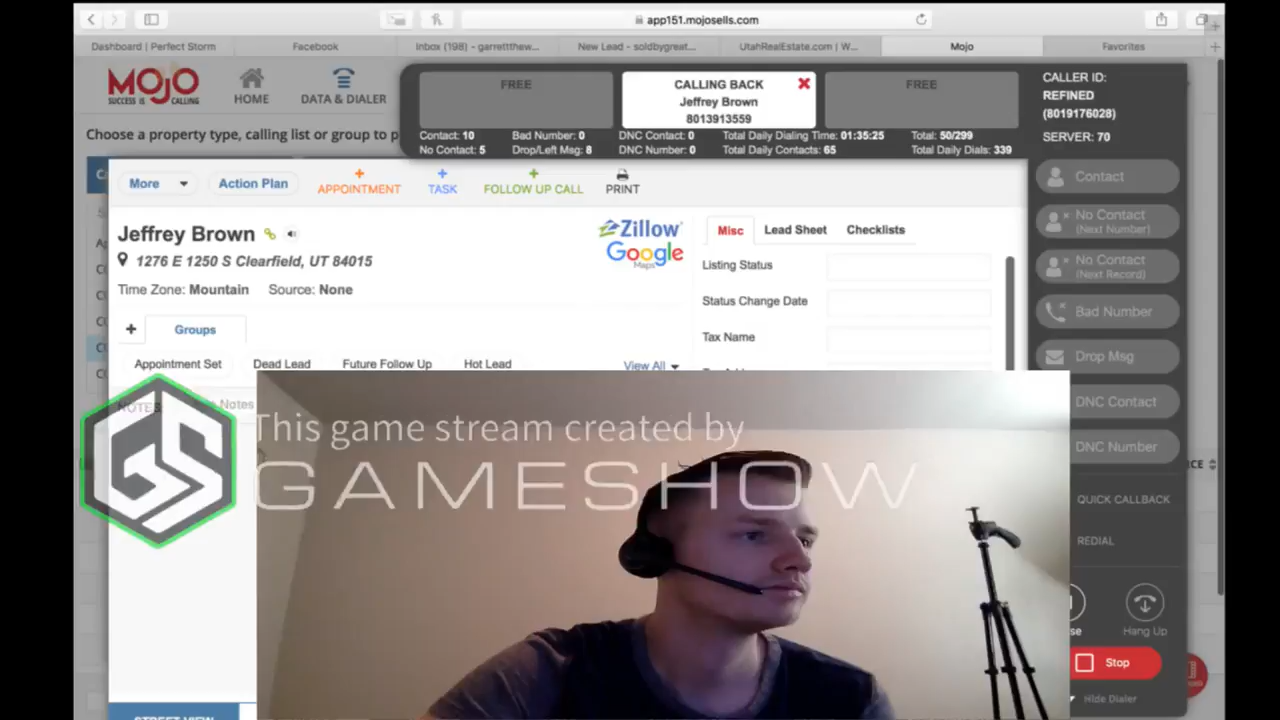 app151.mojosells.com
Dashboard | Perfect Storm
Facebook
Inbox (198) - garrettthew...
New Lead - soldbygreat...
UtahRealEstate.com | W...
Mojo
Favorites
MOJO
SUCCESS IS CALLING
HOME
DATA & DIALER
FREE
CALLING BACK
Jeffrey Brown
8013913559
FREE
CALLER ID:
REFINED
(8019176028)
SERVER: 70
Choose a property type, calling list or group to p
Contact: 10
Bad Number: 0
DNC Contact: 0
Total Daily Dialing Time: 01:35:25
Total: 50/299
No Contact: 5
Drop/Left Msg: 8
DNC Number: 0
Total Daily Contacts: 65
Total Daily Dials: 339
More
Action Plan
APPOINTMENT
TASK
FOLLOW UP CALL
PRINT
Contact
No Contact
(Next Number)
No Contact
(Next Record)
Bad Number
Drop Msg
DNC Contact
DNC Number
QUICK CALLBACK
REDIAL
Hang Up
Stop
Hide Dialer
Jeffrey Brown
1276 E 1250 S Clearfield, UT 84015
Time Zone: Mountain
Source: None
Zillow
Google
Maps
Misc
Lead Sheet
Checklists
Listing Status
Status Change Date
Tax Name
+
Groups
Appointment Set
Dead Lead
Future Follow Up
Hot Lead
View All
NOTES
Notes
This game stream created by
GAMESHOW
GS
STREET VIEW